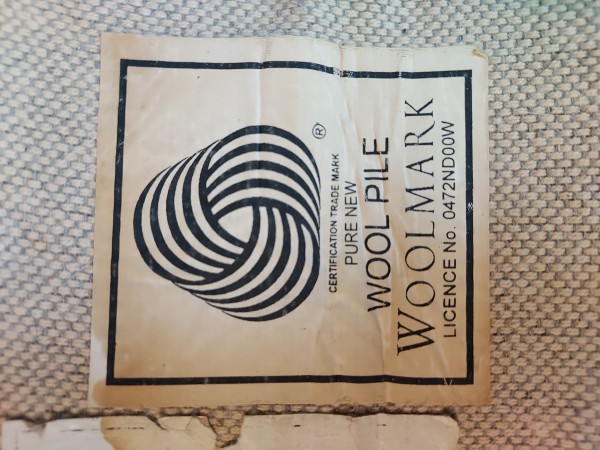 ®
CERTIFICATION TRADE MARK
PURE NEW
WOOL PILE
WOOLMARK
LICENCE No. 0472ND00W